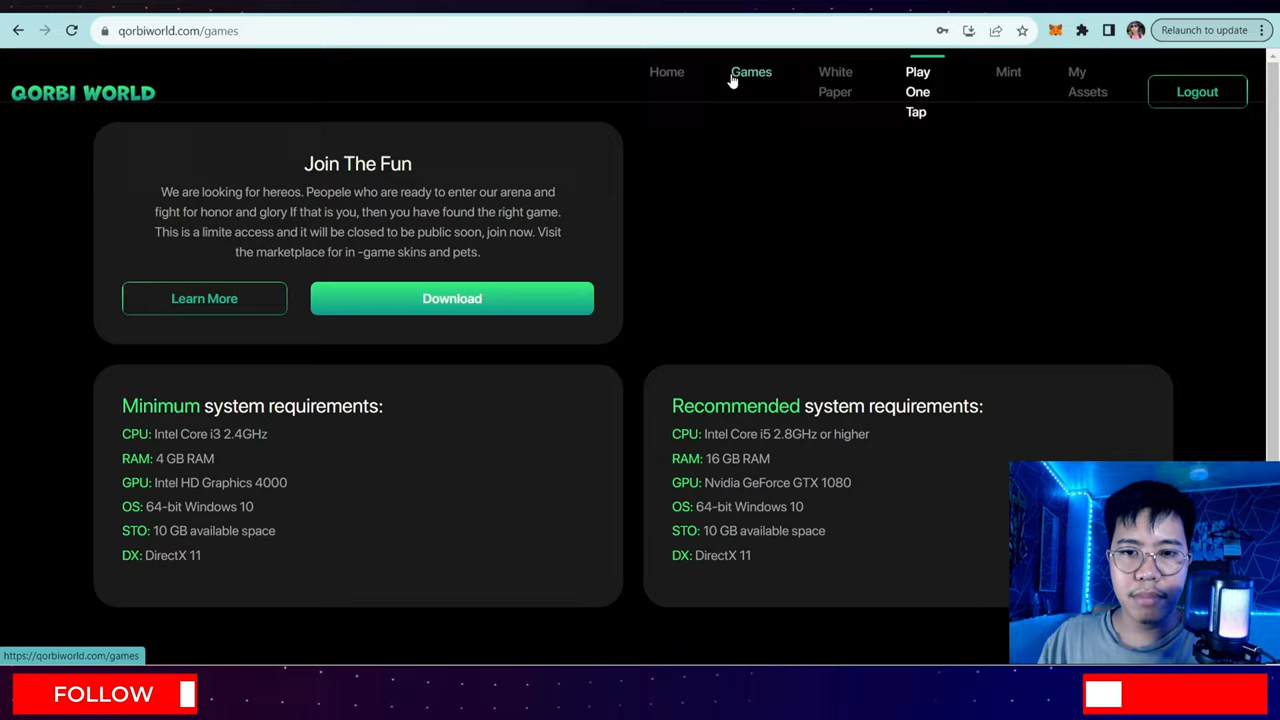 qorbiworld.com/games
Relaunch to update
QORBI WORLD
Home
Games
White
Paper
Play
One
Tap
Mint
My
Assets
Logout
Join The Fun
We are looking for hereos. Peopele who are ready to enter our arena and
fight for honor and glory If that is you, then you have found the right game.
This is a limite access and it will be closed to be public soon, join now. Visit
the marketplace for in -game skins and pets.
Learn More
Download
Minimum system requirements:
CPU: Intel Core i3 2.4GHz
RAM: 4 GB RAM
GPU: Intel HD Graphics 4000
OS: 64-bit Windows 10
STO: 10 GB available space
DX: DirectX 11
Recommended system requirements:
CPU: Intel Core i5 2.8GHz or higher
RAM: 16 GB RAM
GPU: Nvidia GeForce GTX 1080
OS: 64-bit Windows 10
STO: 10 GB available space
DX: DirectX 11
https://qorbiworld.com/games
FOLLOW